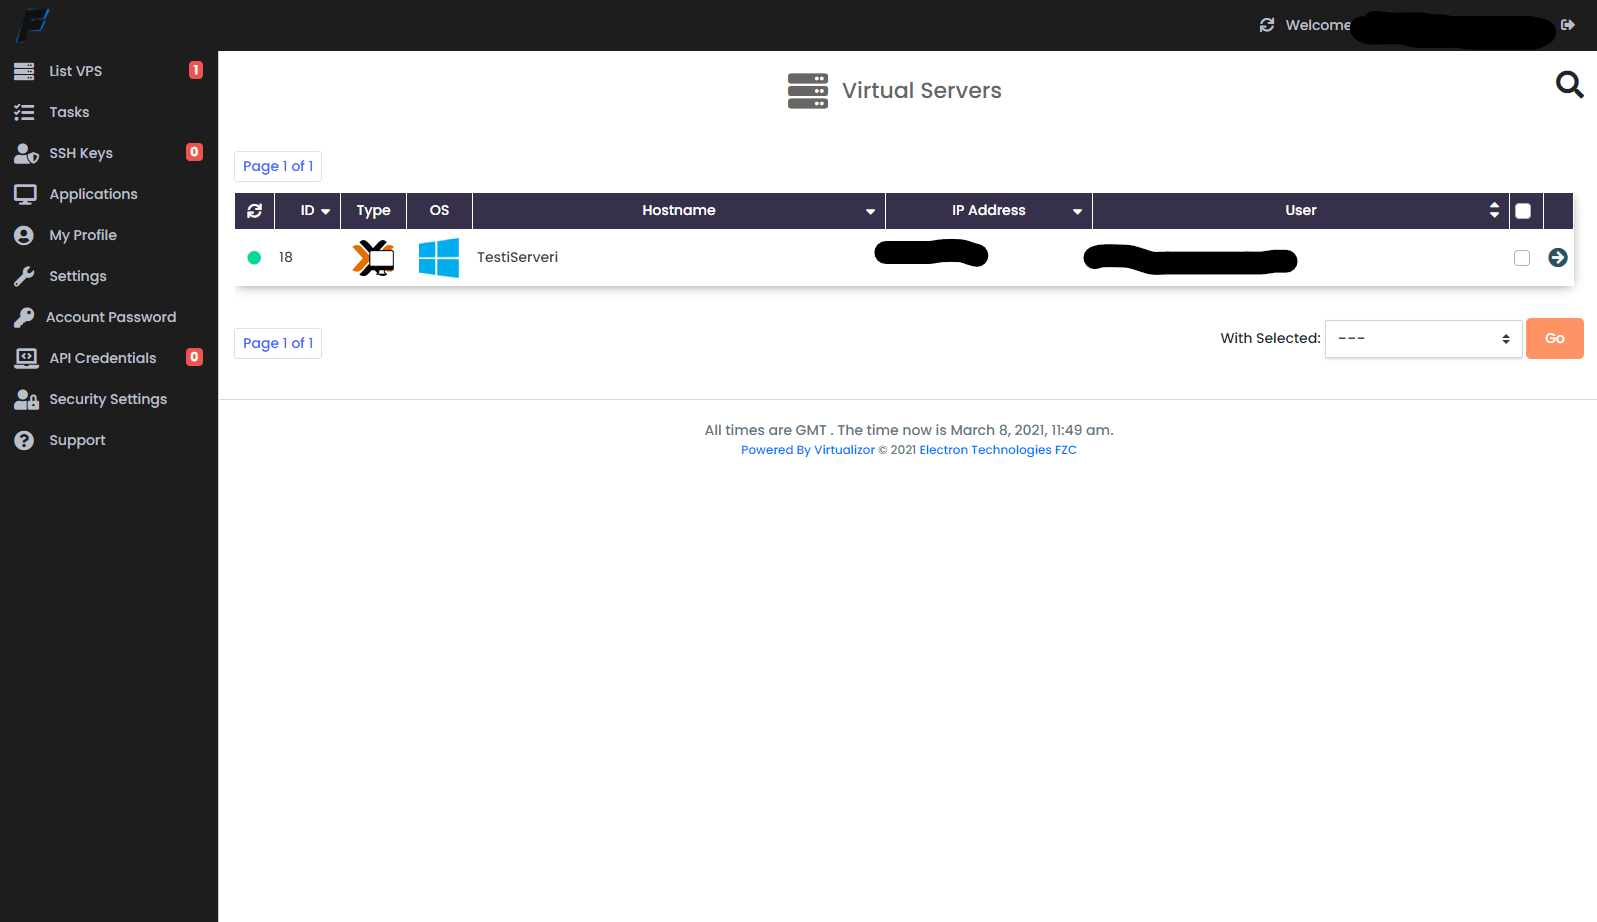 Welcome
List VPS 1
Tasks
SSH Keys 0
Applications
My Profile
Settings
Account Password
API Credentials 0
Security Settings
Support
Virtual Servers
Page 1 of 1
ID Type OS Hostname IP Address User
18 TestiServeri
Page 1 of 1
With Selected: --- Go
All times are GMT . The time now is March 8, 2021, 11:49 am.
Powered By Virtualizor © 2021 Electron Technologies FZC